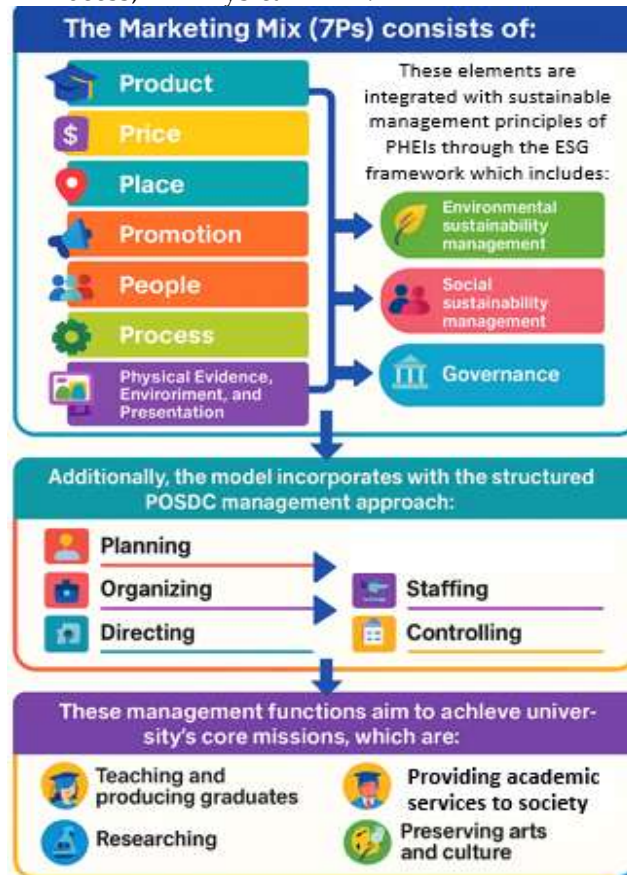 The Marketing Mix (7Ps) consists of:
Product
Price
Place
Promotion
People
Process
Physical Evidence,
Enviroriment, and
Presentation
These elements are
integrated with sustainable
management principles of
PHEIs through the ESG
framework which includes:
Environmental
sustainability
management
Social
sustainability
management
Governance
Additionally, the model incorporates with the structured
POSDC management approach:
Planning
Organizing
Directing
Staffing
Controlling
These management functions aim to achieve univer-
sity's core missions, which are:
Teaching and
producing graduates
Researching
Providing academic
services to society
Preserving arts
and culture